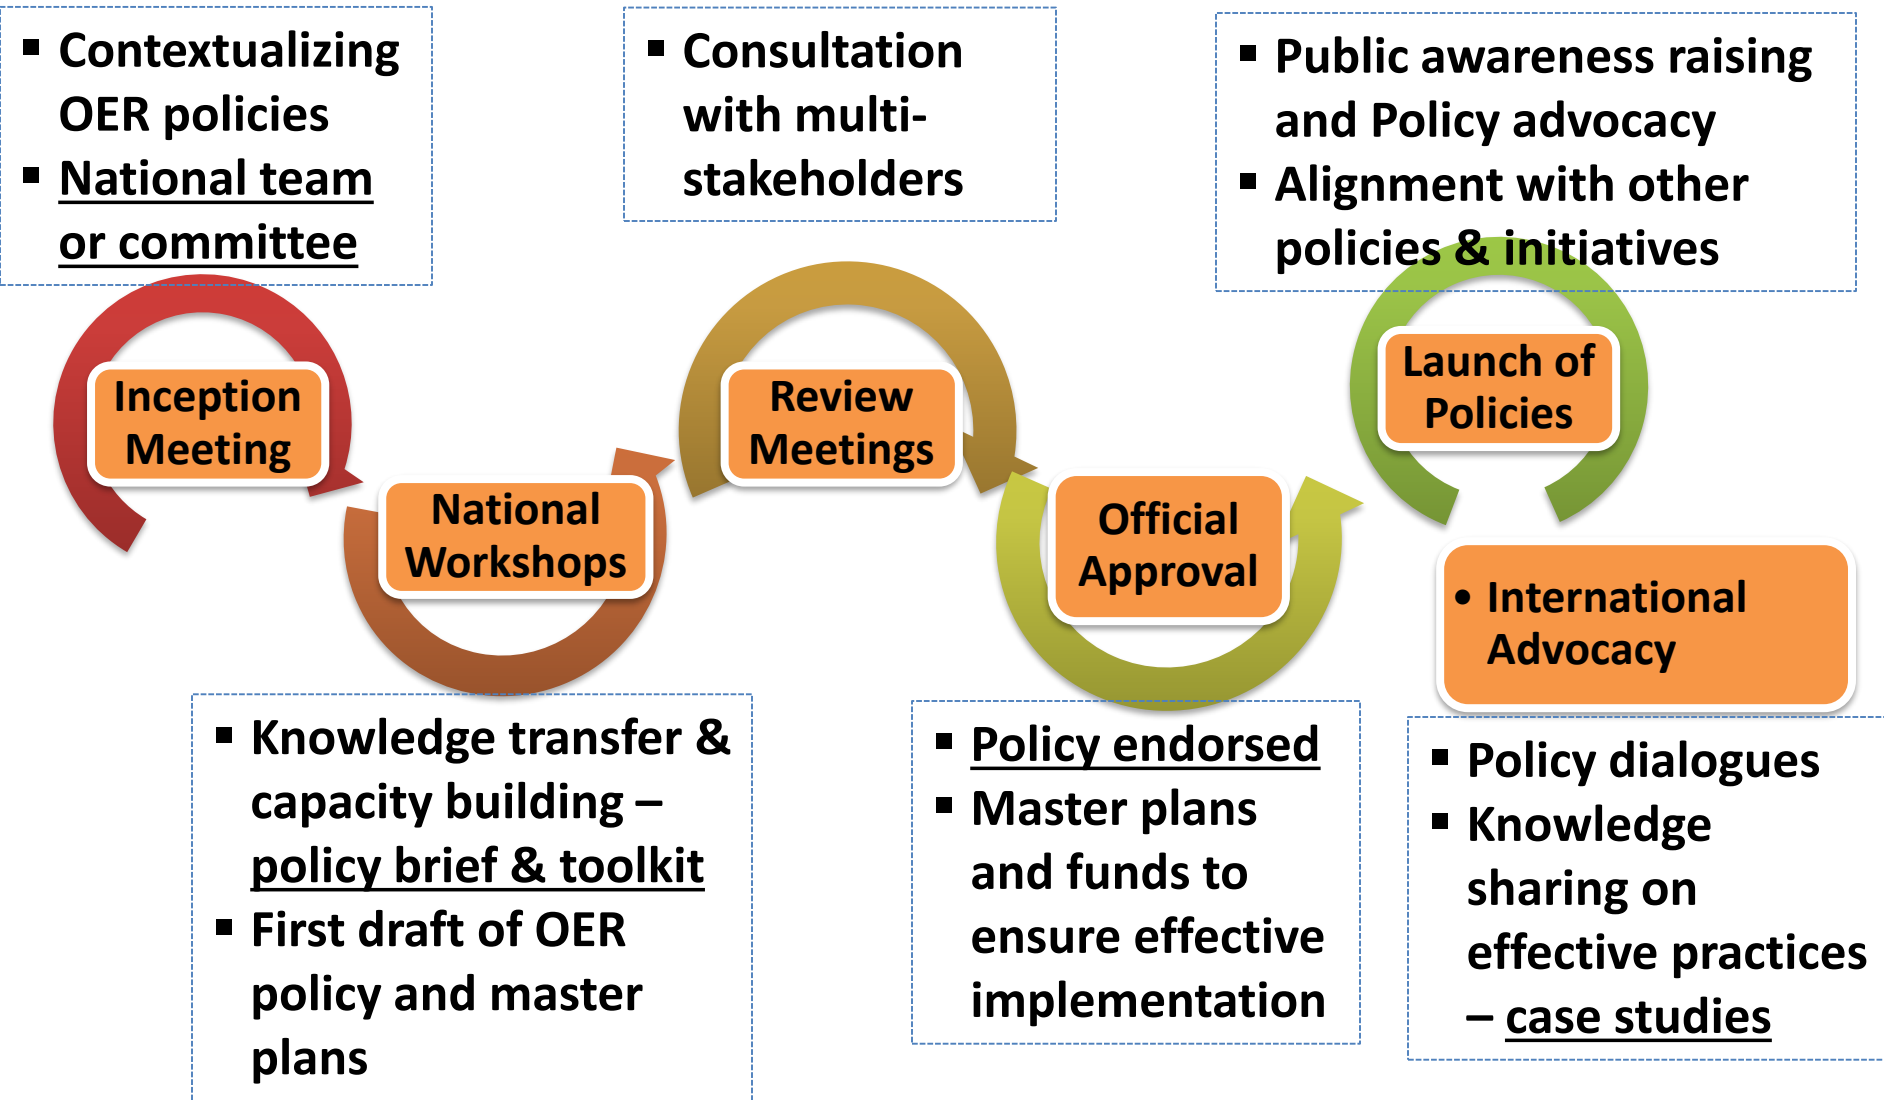 ▪ Contextualizing
OER policies
▪ National team
or committee
Inception
Meeting
National
Workshops
▪ Knowledge transfer &
capacity building –
policy brief & toolkit
▪ First draft of OER
policy and master
plans
▪ Consultation
with multi-
stakeholders
Review
Meetings
Official
Approval
▪ Policy endorsed
▪ Master plans
and funds to
ensure effective
implementation
▪ Public awareness raising
and Policy advocacy
▪ Alignment with other
policies & initiatives
Launch of
Policies
• International
Advocacy
▪ Policy dialogues
▪ Knowledge
sharing on
effective practices
– case studies